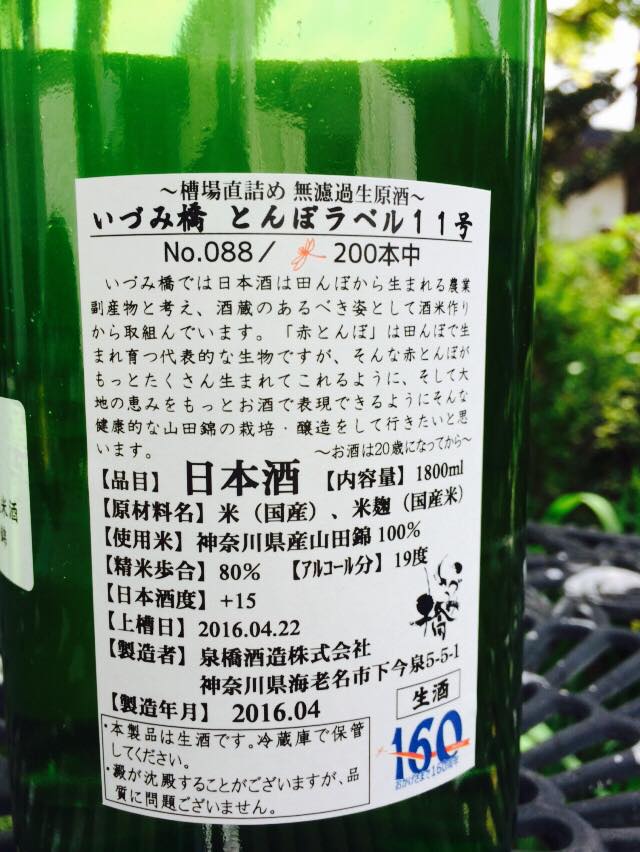 ～槽場直詰め 無濾過生原酒～
いづみ橋 とんぼラベル１１号
No.088／ 200本中
いづみ橋では日本酒は田んぼから生まれる農業
副産物と考え、酒蔵のあるべき姿として酒米作り
から取組んでいます。「赤とんぼ」は田んぼで生
まれ育つ代表的な生物ですが、そんな赤とんぼが
もっとたくさん生まれてこれるように、そして大
地の恵みをもっとお酒で表現できるようにそんな
健康的な山田錦の栽培・醸造をして行きたいと思
います。 ～お酒は20歳になってから～
【品目】 日本酒 【内容量】1800ml
【原材料名】米（国産）、米麹（国産米）
【使用米】神奈川県産山田錦 100%
【精米歩合】80% 【ｱﾙｺｰﾙ分】19度
【日本酒度】+15
【上槽日】2016.04.22
【製造者】泉橋酒造株式会社
神奈川県海老名市下今泉5-5-1
【製造年月】 2016.04
いづみ橋
生酒
・本製品は生酒です。冷蔵庫で保管
してください。
・澱が沈殿することがございますが、品
質に問題ございません。
160
おかげさまで160周年
米酒
錦